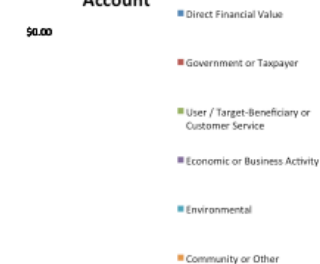 Account
$0.00
Direct Financial Value
Government or Taxpayer
User / Target-Beneficiary or
Customer Service
Economic or Business Activity
Environmental
Community or Other